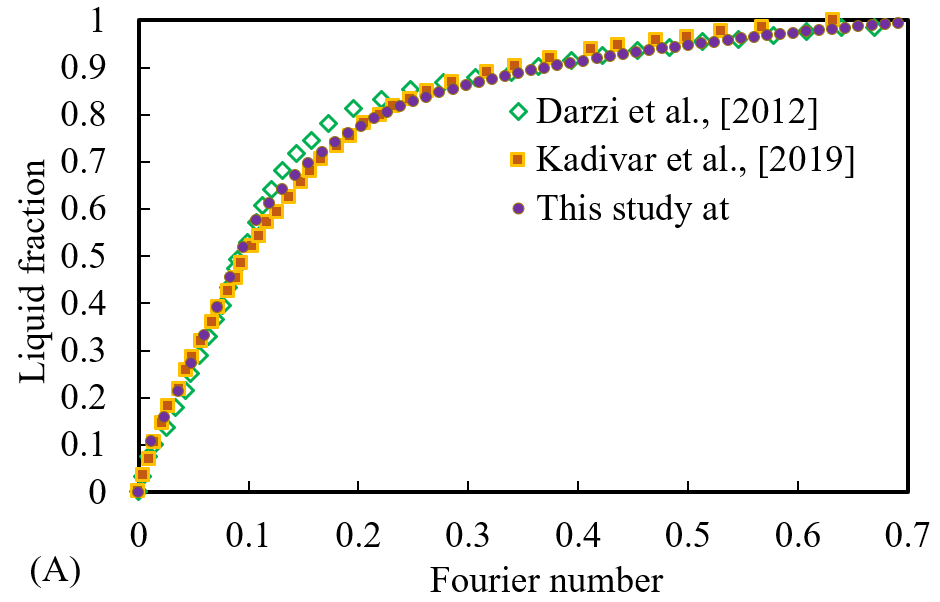 1
0.9
0.8
0.7
0.6
0.5
0.4
0.3
0.2
0.1
0
Liquid fraction
Darzi et al., [2012]
Kadivar et al., [2019]
This study at
0 0.1 0.2 0.3 0.4 0.5 0.6 0.7
Fourier number
(A)